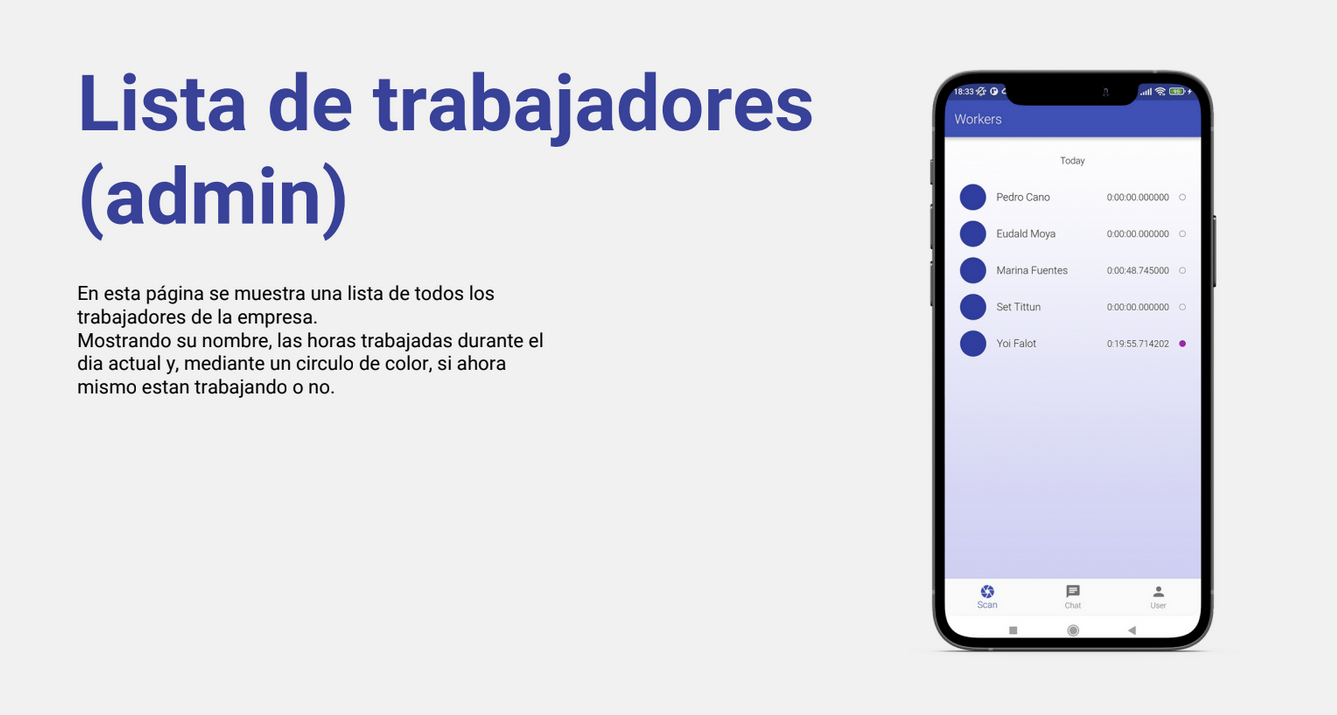 Lista de trabajadores
(admin)
En esta página se muestra una lista de todos los
trabajadores de la empresa.
Mostrando su nombre, las horas trabajadas durante el
dia actual y, mediante un circulo de color, si ahora
mismo estan trabajando o no.
18:33
Workers
Today
Pedro Cano 0:00:00.000000
Eudald Moya 0:00:00.000000
Marina Fuentes 0:00:48.745000
Set Tittun 0:00:00.000000
Yoi Falot 0:19:55.714202
Scan Chat User